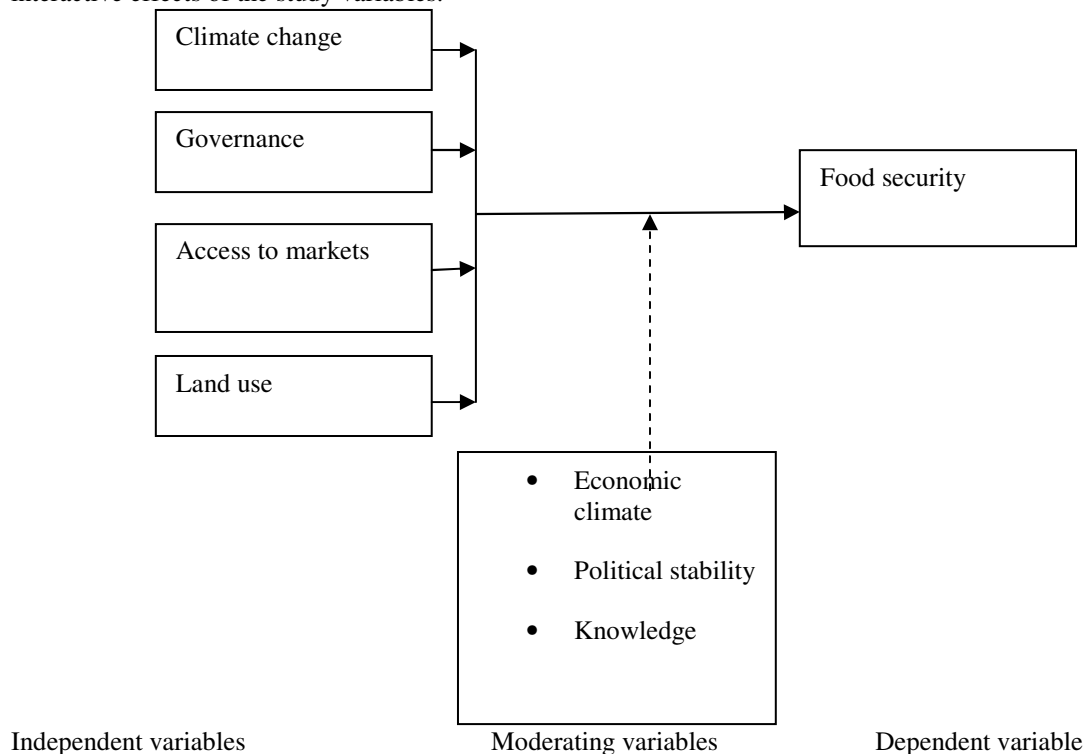 interactive effects of the study variables.
Climate change
Governance
Food security
Access to markets
Land use
• Economic
climate
• Political stability
• Knowledge
Independent variables Moderating variables Dependent variable